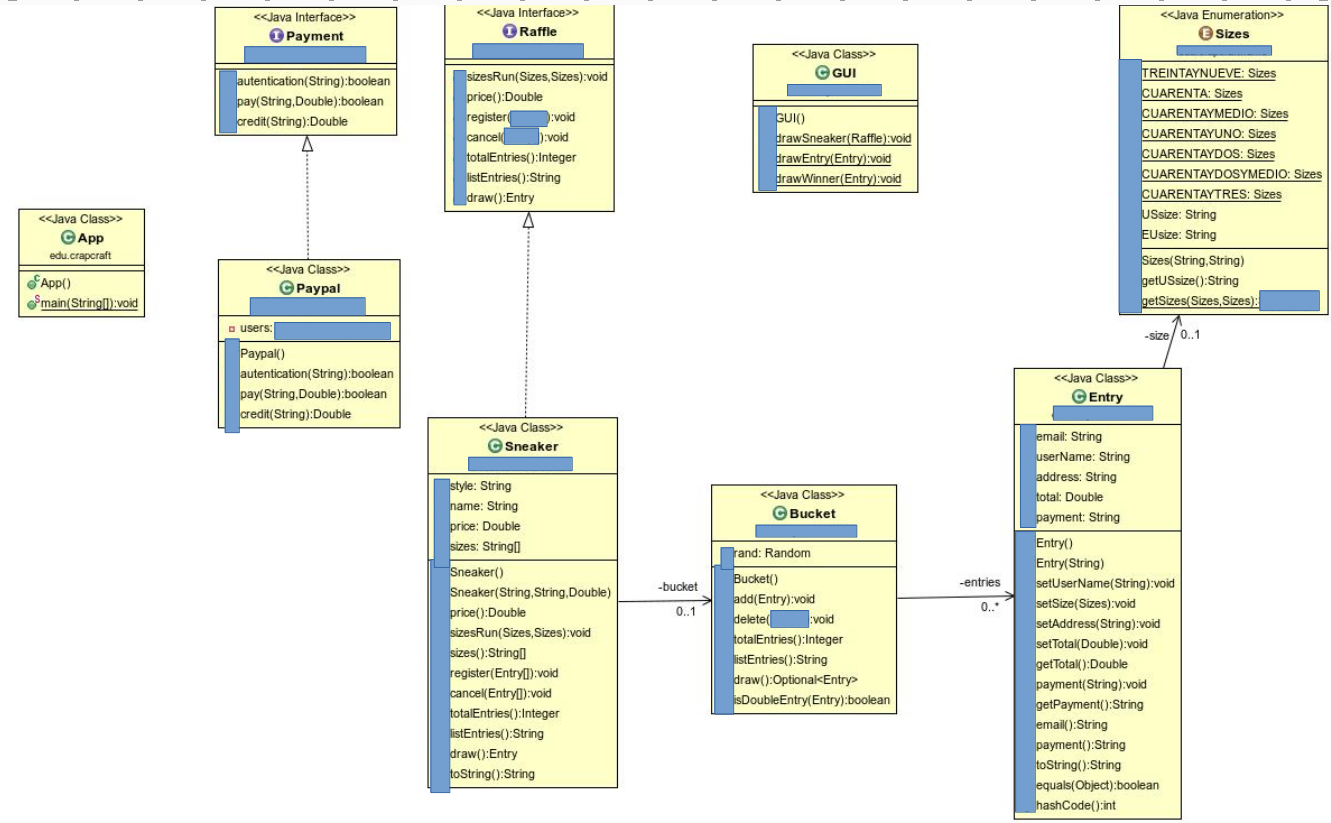 <<Java Interface>>
Payment
autentication(String):boolean
pay(String,Double):boolean
credit(String):Double
<<Java Interface>>
Raffle
sizesRun(Sizes,Sizes):void
price():Double
register( ):void
cancel( ):void
totalEntries():Integer
listEntries():String
draw():Entry
<<Java Class>>
GUI
GUI()
drawSneaker(Raffle):void
drawEntry(Entry):void
drawWinner(Entry):void
<<Java Enumeration>>
Sizes
TREINTAYNUEVE: Sizes
CUARENTA: Sizes
CUARENTAYMEDIO: Sizes
CUARENTAYUNO: Sizes
CUARENTAYDOS: Sizes
CUARENTAYDOSYMEDIO: Sizes
CUARENTAYTRES: Sizes
USsize: String
EUsize: String
Sizes(String,String)
getUSsize():String
getSizes(Sizes,Sizes):
<<Java Class>>
App
edu.crapcraft
App()
main(String[]):void
<<Java Class>>
Paypal
users:
Paypal()
autentication(String):boolean
pay(String,Double):boolean
credit(String):Double
-size
0..1
<<Java Class>>
Sneaker
style: String
name: String
price: Double
sizes: String[]
Sneaker()
Sneaker(String,String,Double)
price():Double
sizesRun(Sizes,Sizes):void
sizes():String[]
register(Entry[]):void
cancel(Entry[]):void
totalEntries():Integer
listEntries():String
draw():Entry
toString():String
-bucket
0..1
<<Java Class>>
Bucket
rand: Random
Bucket()
add(Entry):void
delete( :void
totalEntries():Integer
listEntries():String
draw():Optional<Entry>
isDoubleEntry(Entry):boolean
-entries
0..*
<<Java Class>>
Entry
email: String
userName: String
address: String
total: Double
payment: String
Entry()
Entry(String)
setUserName(String):void
setSize(Sizes):void
setAddress(String):void
setTotal(Double):void
getTotal():Double
payment(String):void
getPayment():String
email():String
payment():String
toString():String
equals(Object):boolean
hashCode():int